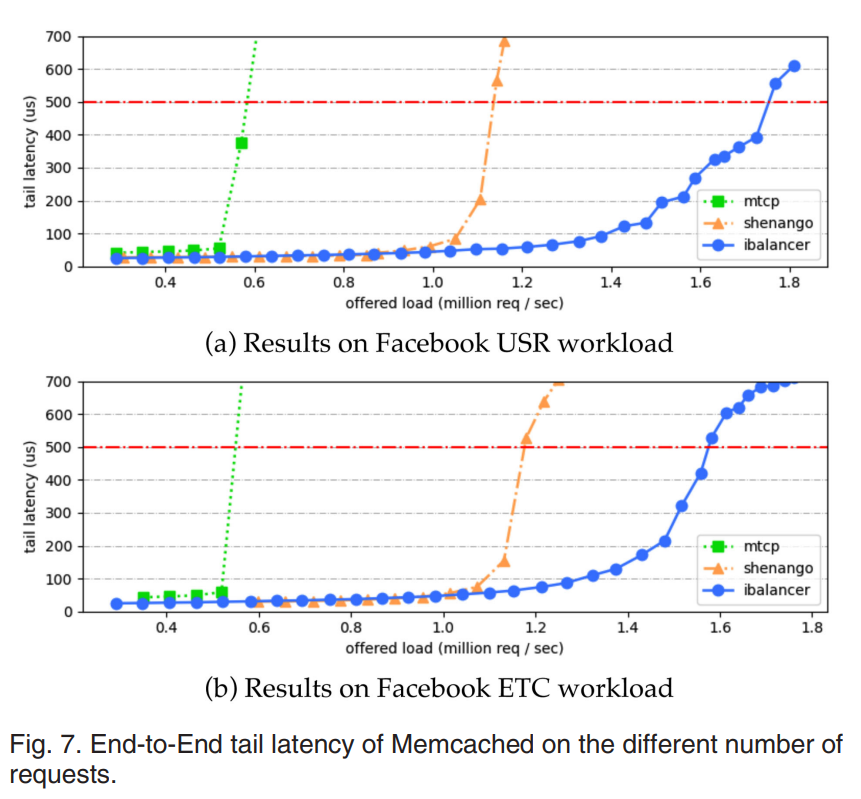 700
600
500
400
300
200
100
0
tail latency (us)
0.4 0.6 0.8 1.0 1.2 1.4 1.6 1.8
offered load (million req / sec)
mtcp
shenango
ibalancer
(a) Results on Facebook USR workload
700
600
500
400
300
200
100
0
tail latency (us)
0.4 0.6 0.8 1.0 1.2 1.4 1.6 1.8
offered load (million req / sec)
mtcp
shenango
ibalancer
(b) Results on Facebook ETC workload
Fig. 7. End-to-End tail latency of Memcached on the different number of
requests.